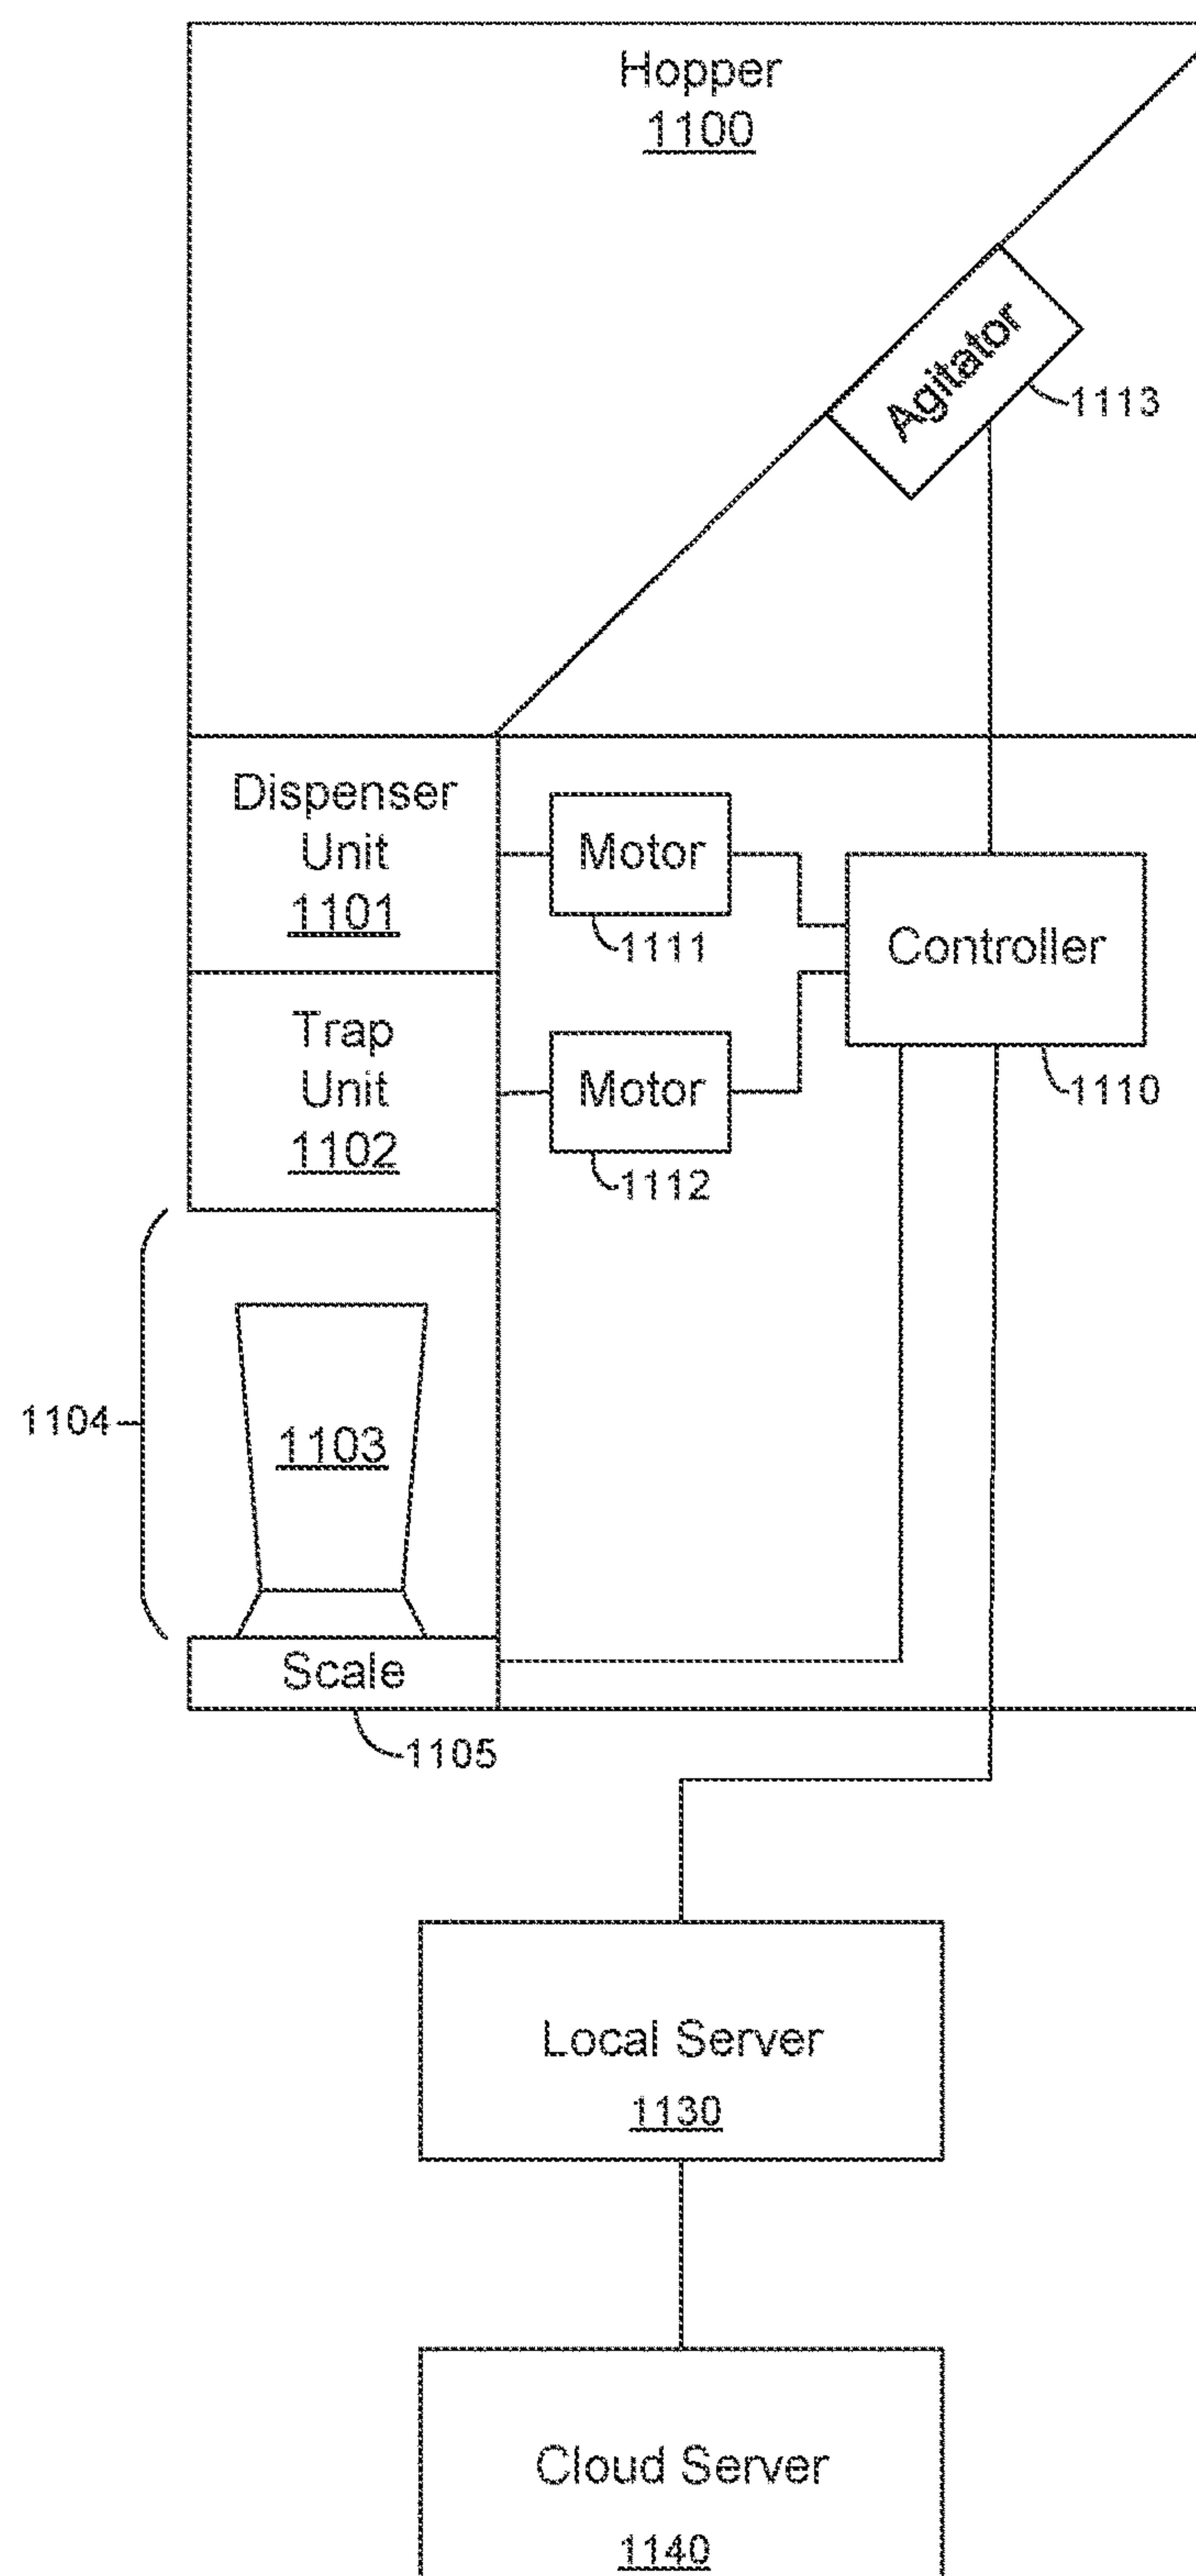 Hopper
1100
Agitator
1113
Dispenser
Unit
1101
Motor
1111
Controller
1110
Trap
Unit
1102
Motor
1112
1104
1103
Scale
1105
Local Server
1130
Cloud Server
1140